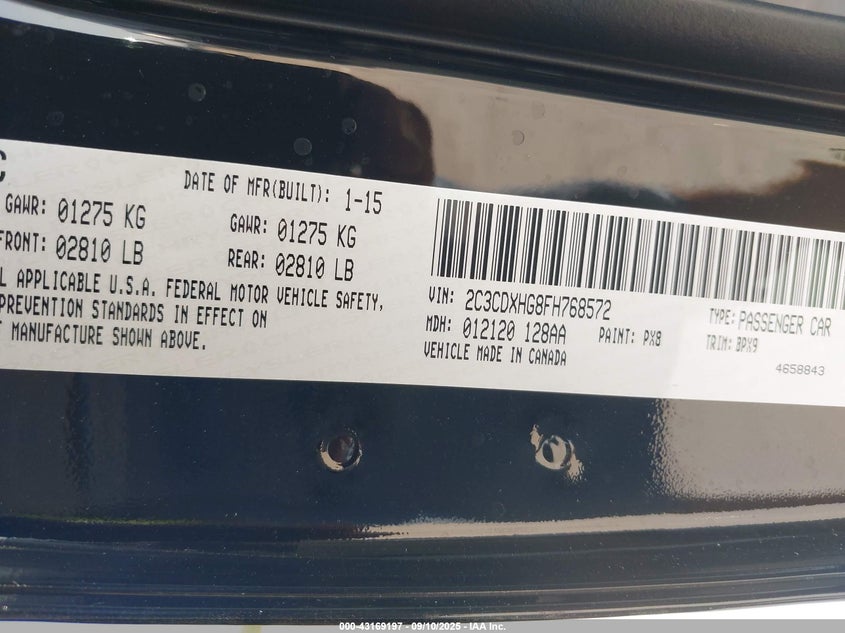 C
DATE OF MFR(BUILT): 1-15
GAWR: 01275 KG
GAWR: 01275 KG
FRONT: 02810 LB
REAR: 02810 LB
L APPLICABLE U.S.A. FEDERAL MOTOR VEHICLE SAFETY,
PREVENTION STANDARDS IN EFFECT ON
MANUFACTURE SHOWN ABOVE.
VIN: 2C3CDXHG8FH768572
TYPE: PASSENGER CAR
MDH: 012120 128AA
PAINT: PX8
TRIM: BPX9
VEHICLE MADE IN CANADA
4658843
000-43169197 - 09/10/2025 - IAA Inc.